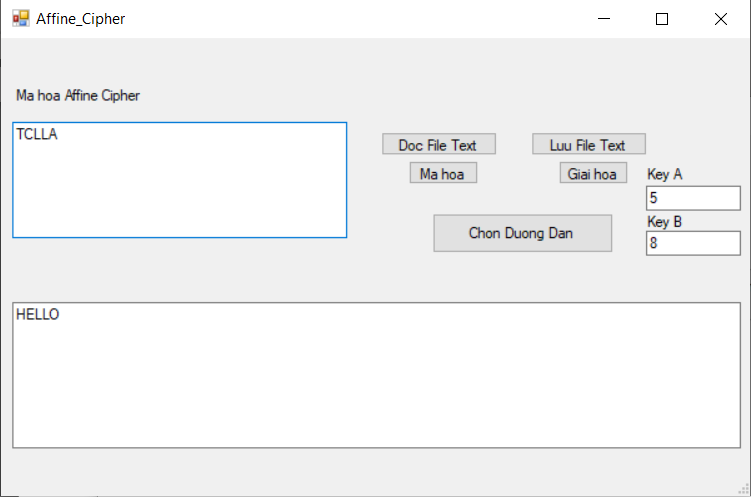 Affine_Cipher
Ma hoa Affine Cipher
TCLLA
Doc File Text
Luu File Text
Ma hoa
Giai hoa
Key A
5
Key B
8
Chon Duong Dan
HELLO